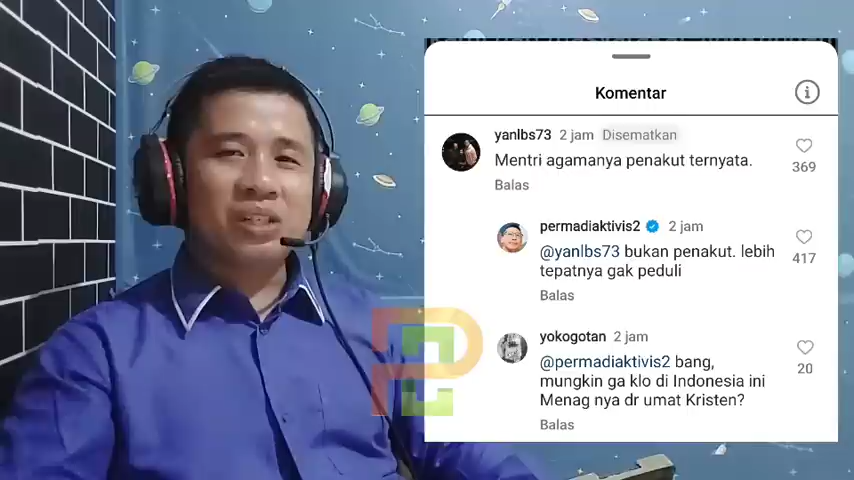 Komentar
yanlbs73 2 jam Disematkan
Mentri agamanya penakut ternyata.
369
Balas
permadiaktivis2 2 jam
@yanlbs73 bukan penakut. lebih
tepatnya gak peduli
417
Balas
yokogotan 2 jam
@permadiaktivis2 bang,
mungkin ga klo di Indonesia ini
Menag nya dr umat Kristen?
20
Balas